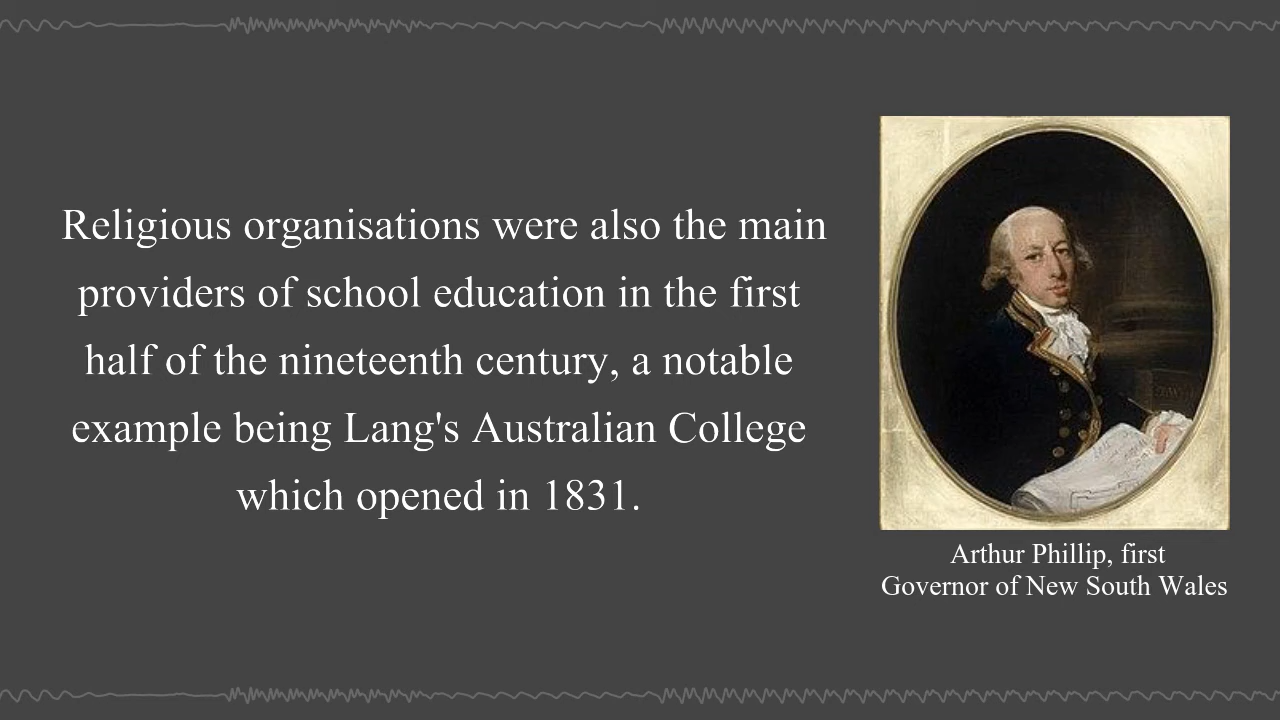 Religious organisations were also the main
providers of school education in the first
half of the nineteenth century, a notable
example being Lang's Australian College
which opened in 1831.
Arthur Phillip, first
Governor of New South Wales